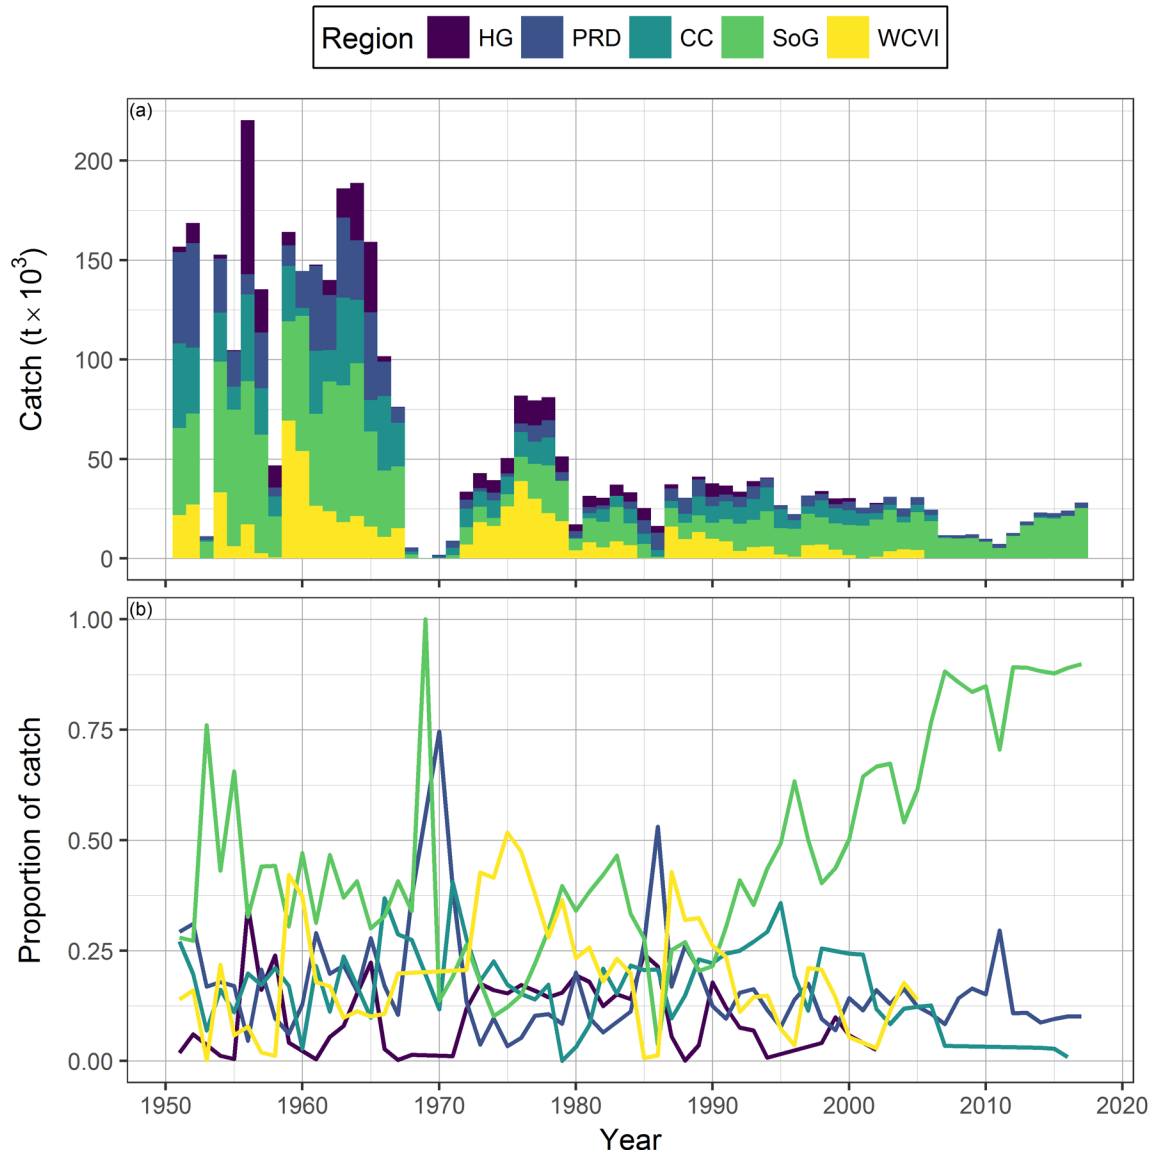 Region HG PRD CC SoG WCVI
(a)
200
150
100
50
0
Catch (t × 10³)
(b)
1.00
0.75
0.50
0.25
0.00
Proportion of catch
1950 1960 1970 1980 1990 2000 2010 2020
Year